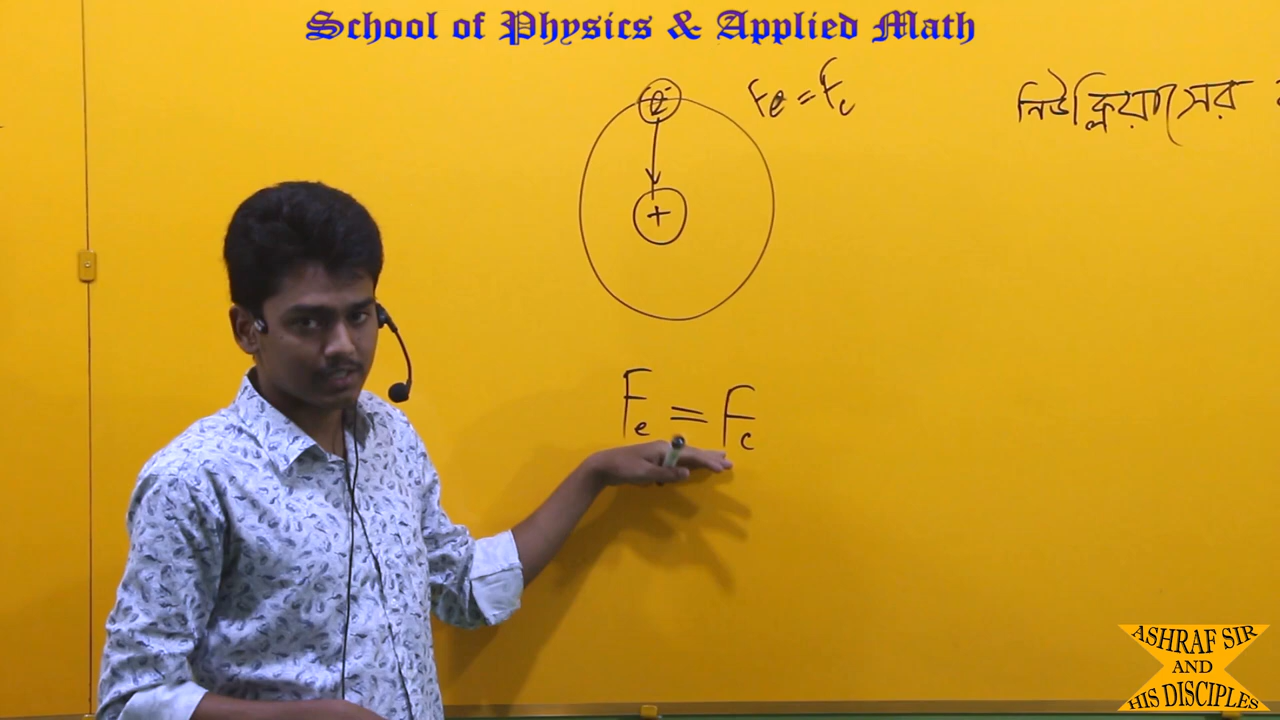 School of Physics & Applied Math
e-
Fe = Fc
নিউক্লিয়াসের
+
Fe = Fc
ASHRAF SIR
AND
HIS DISCIPLES